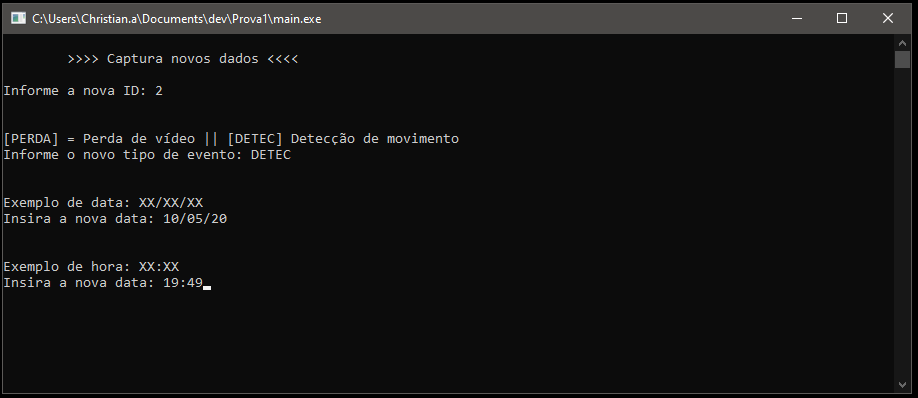 C:\Users\Christian.a\Documents\dev\Prova1\main.exe
>>>> Captura novos dados <<<<
Informe a nova ID: 2
[PERDA] = Perda de vídeo || [DETEC] Detecção de movimento
Informe o novo tipo de evento: DETEC
Exemplo de data: XX/XX/XX
Insira a nova data: 10/05/20
Exemplo de hora: XX:XX
Insira a nova data: 19:49